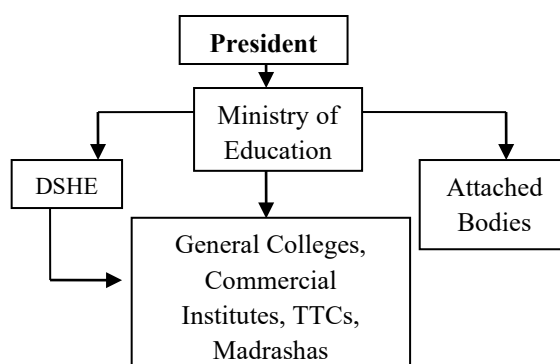 President
Ministry of
Education
DSHE
Attached
Bodies
General Colleges,
Commercial
Institutes, TTCs,
Madrashas